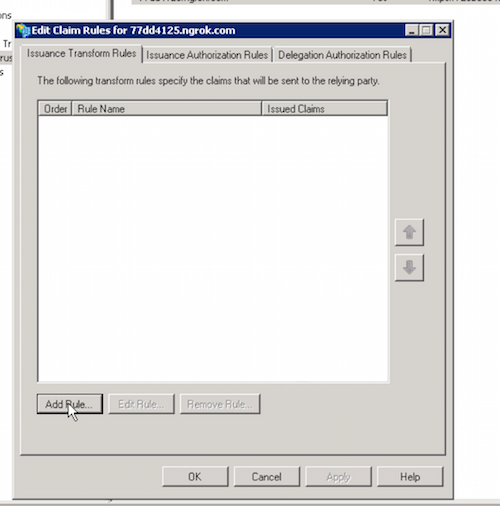 ons
Edit Claim Rules for 77dd4125.ngrok.com
Tr
rus
s
Issuance Transform Rules
Issuance Authorization Rules
Delegation Authorization Rules
The following transform rules specify the claims that will be sent to the relying party.
Order Rule Name Issued Claims
Add Rule...
Edit Rule...
Remove Rule...
OK Cancel Apply Help